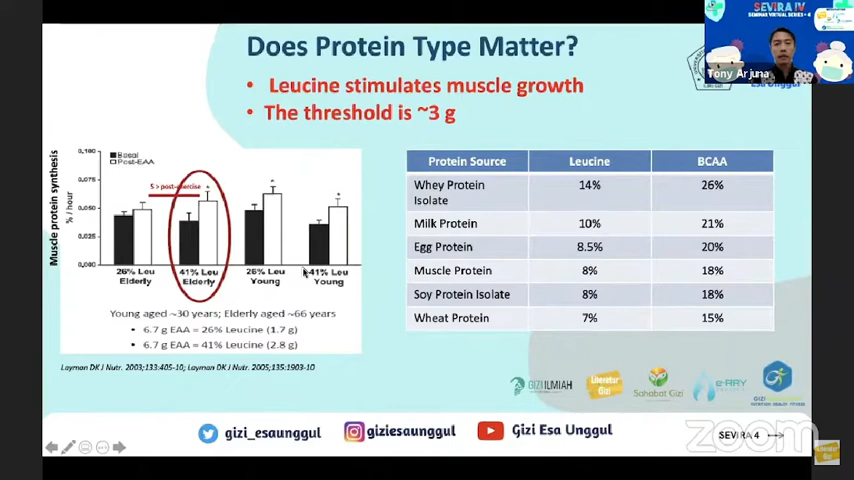 SEVIRA IV
SEMINAR VIRTUAL SERIES - 4
Tony Arjuna
Esa Unggul
Does Protein Type Matter?
• Leucine stimulates muscle growth
• The threshold is ~3 g
Muscle protein synthesis
% / hour
Basal
Post-EAA
0,100
0,075
0,050
0,025
0,000
5 > post-exercise
* * *
26% Leu
Elderly
41% Leu
Elderly
26% Leu
Young
41% Leu
Young
Young aged ~30 years; Elderly aged ~66 years
• 6.7 g EAA = 26% Leucine (1.7 g)
• 6.7 g EAA = 41% Leucine (2.8 g)
Layman DK J Nutr. 2003;133:405-10; Layman DK J Nutr. 2005;135:1903-10
Protein Source Leucine BCAA
Whey Protein
Isolate 14% 26%
Milk Protein 10% 21%
Egg Protein 8.5% 20%
Muscle Protein 8% 18%
Soy Protein Isolate 8% 18%
Wheat Protein 7% 15%
GIZI ILMIAH
Literatur
Gizi
Sahabat Gizi
e-RRY
gizi_esaunggul
giziesaunggul
Gizi Esa Unggul
zoom
SEVIRA 4